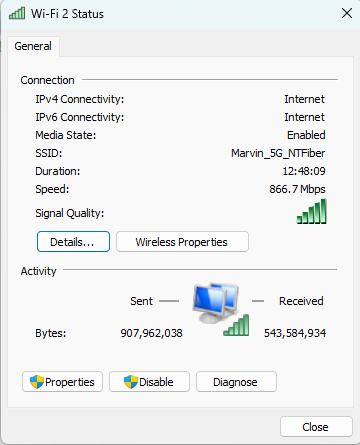 Wi-Fi 2 Status
General
Connection
IPv4 Connectivity: Internet
IPv6 Connectivity: Internet
Media State: Enabled
SSID: Marvin_5G_NTFiber
Duration: 12:48:09
Speed: 866.7 Mbps
Signal Quality:
Details... Wireless Properties
Activity
Sent Received
Bytes: 907,962,038 543,584,934
Properties Disable Diagnose
Close